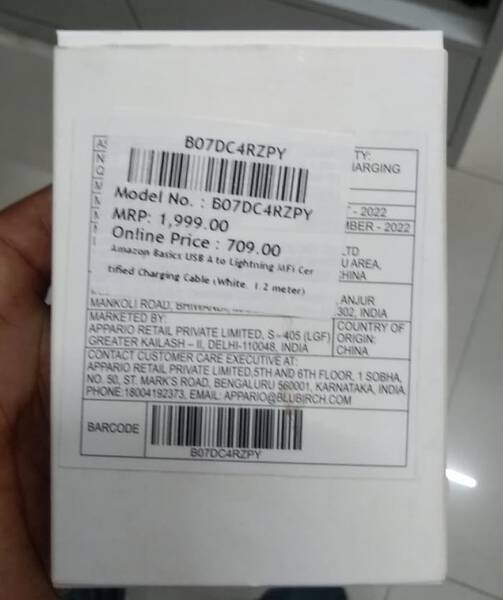 B07DC4RZPY
Model No. : B07DC4RZPY
MRP: 1,999.00
Online Price : 709.00
Amazon Basics USB A to Lightning MFi Cer
tified Charging Cable (White, 1.2 meter)
TY:
- 2022
- 2022
U AREA,
ANJUR
MANKOLI ROAD,
302, INDIA
MARKETED BY:
APPARIO RETAIL PRIVATE LIMITED, S - 405 (LGF)
GREATER KAILASH – II, DELHI-110048, INDIA
COUNTRY OF
ORIGIN:
CHINA
CONTACT CUSTOMER CARE EXECUTIVE AT:
APPARIO RETAIL PRIVATE LIMITED,5TH AND 6TH FLOOR, 1 SOBHA,
NO. 50, ST. MARK'S ROAD, BENGALURU 560001, KARNATAKA, INDIA
PHONE:18004192373, EMAIL: APPARIO@BLUBIRCH.COM
BARCODE
B07DC4RZPY